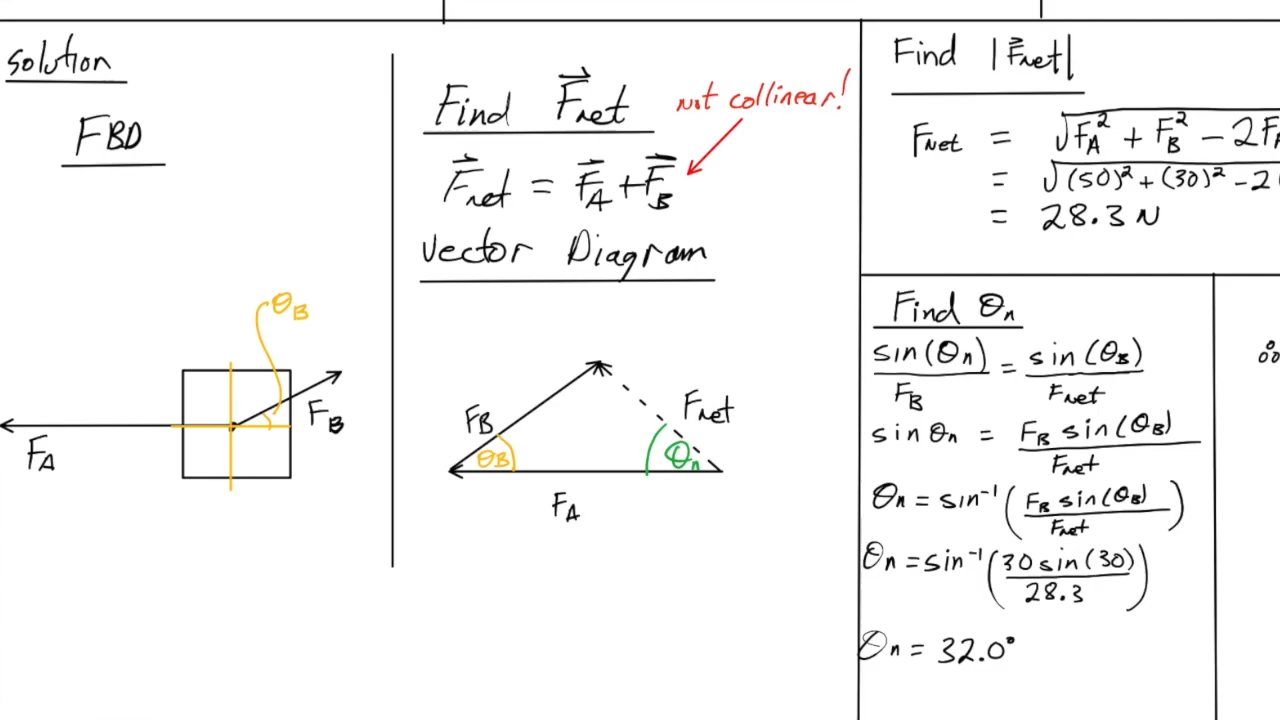 solution
FBD
θB
FA
FB
Find F⃗net
not collinear!
F⃗net = F⃗A + F⃗B
Vector Diagram
FB
Fnet
θB
θn
FA
Find |F⃗net|
Fnet = √FA² + FB² - 2FA
= √(50)² + (30)² - 2(
= 28.3 N
Find θn
sin(θn)/FB = sin(θB)/Fnet
sin θn = FB sin(θB)/Fnet
θn = sin⁻¹(FB sin(θB)/Fnet)
θn = sin⁻¹(30 sin(30)/28.3)
θn = 32.0°